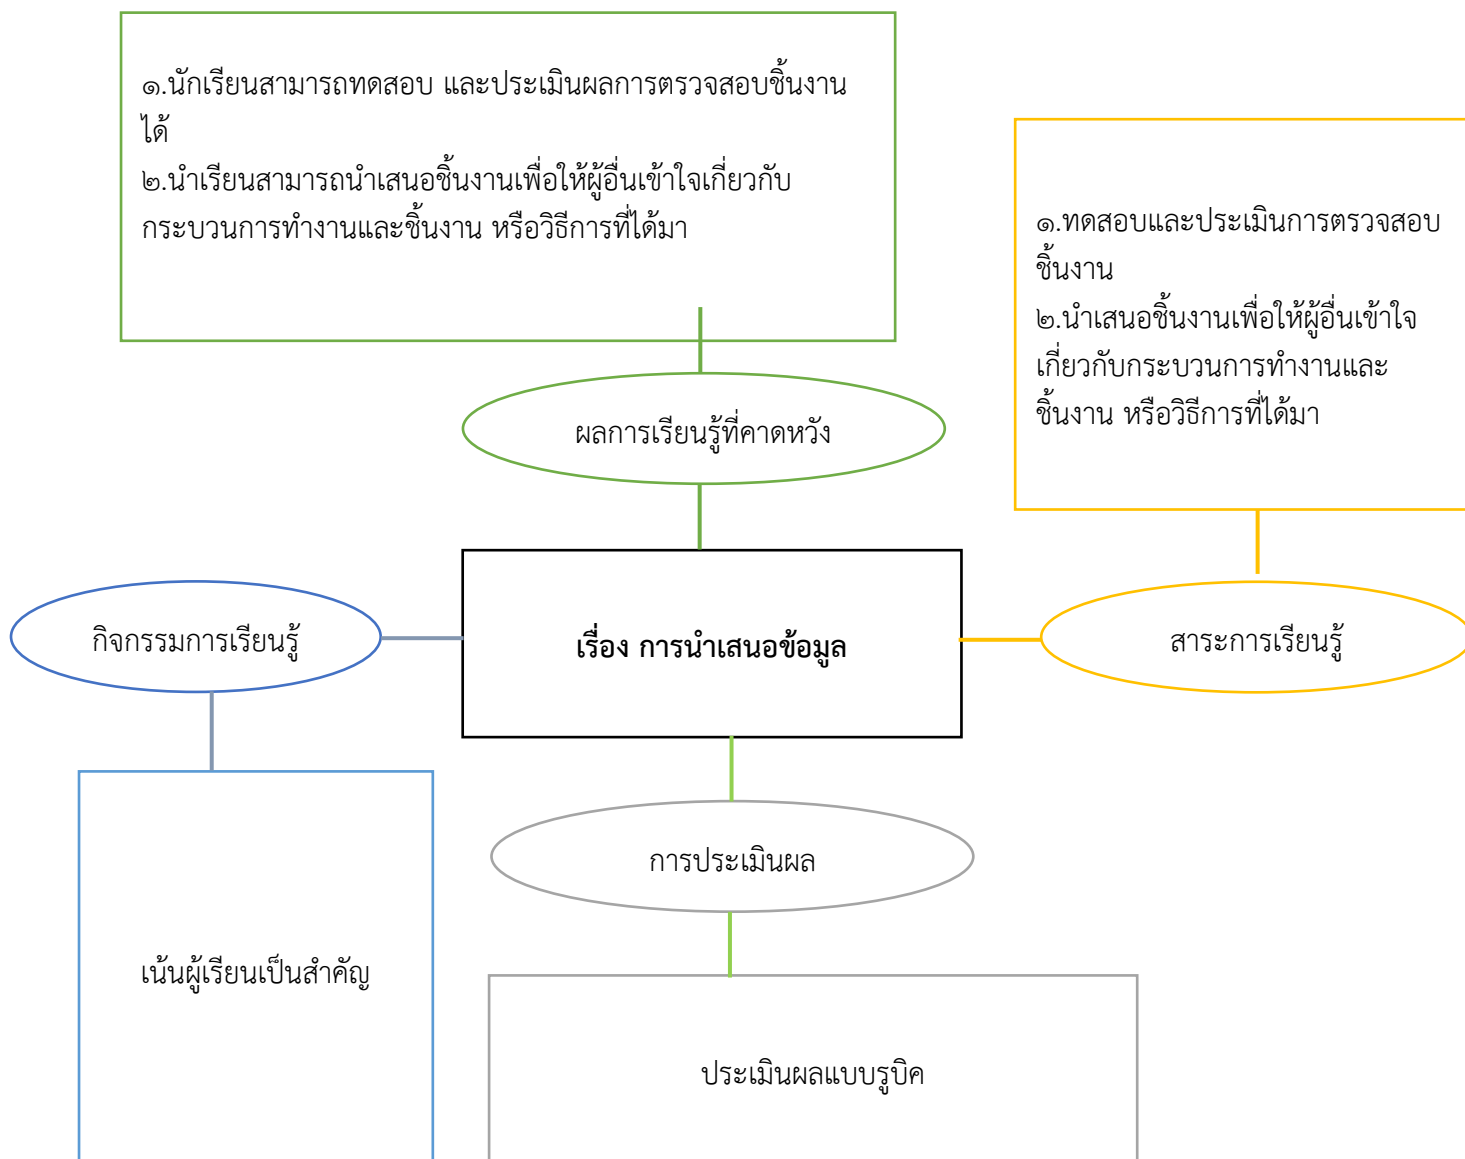 ๑.นักเรียนสามารถทดสอบ และประเมินผลการตรวจสอบชิ้นงาน
ได้
๒.นำเรียนสามารถนำเสนอชิ้นงานเพื่อให้ผู้อื่นเข้าใจเกี่ยวกับ
กระบวนการทำงานและชิ้นงาน หรือวิธีการที่ได้มา
๑.ทดสอบและประเมินการตรวจสอบ
ชิ้นงาน
๒.นำเสนอชิ้นงานเพื่อให้ผู้อื่นเข้าใจ
เกี่ยวกับกระบวนการทำงานและ
ชิ้นงาน หรือวิธีการที่ได้มา
ผลการเรียนรู้ที่คาดหวัง
กิจกรรมการเรียนรู้
เรื่อง การนำเสนอข้อมูล
สาระการเรียนรู้
การประเมินผล
เน้นผู้เรียนเป็นสำคัญ
ประเมินผลแบบรูบิค